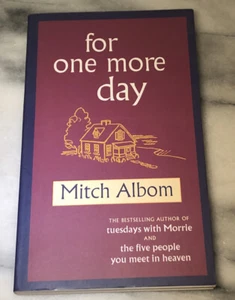 for
one more
day
Mitch Albom
THE BESTSELLING AUTHOR OF
tuesdays with Morrie
AND
the five people
you meet in heaven